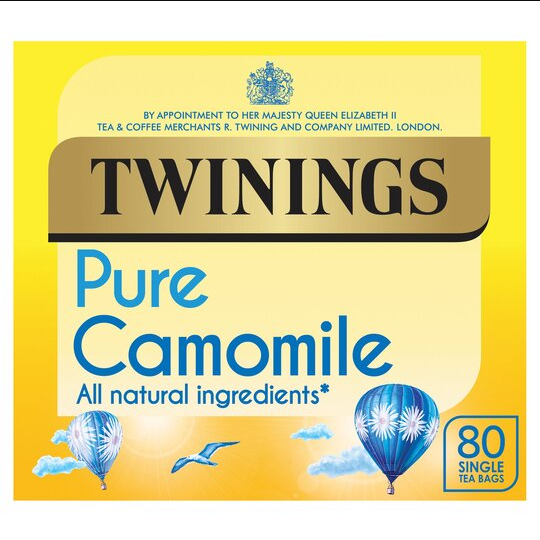 BY APPOINTMENT TO HER MAJESTY QUEEN ELIZABETH II
TEA & COFFEE MERCHANTS R. TWINING AND COMPANY LIMITED. LONDON.
TWININGS
Pure
Camomile
All natural ingredients*
80
SINGLE
TEA BAGS